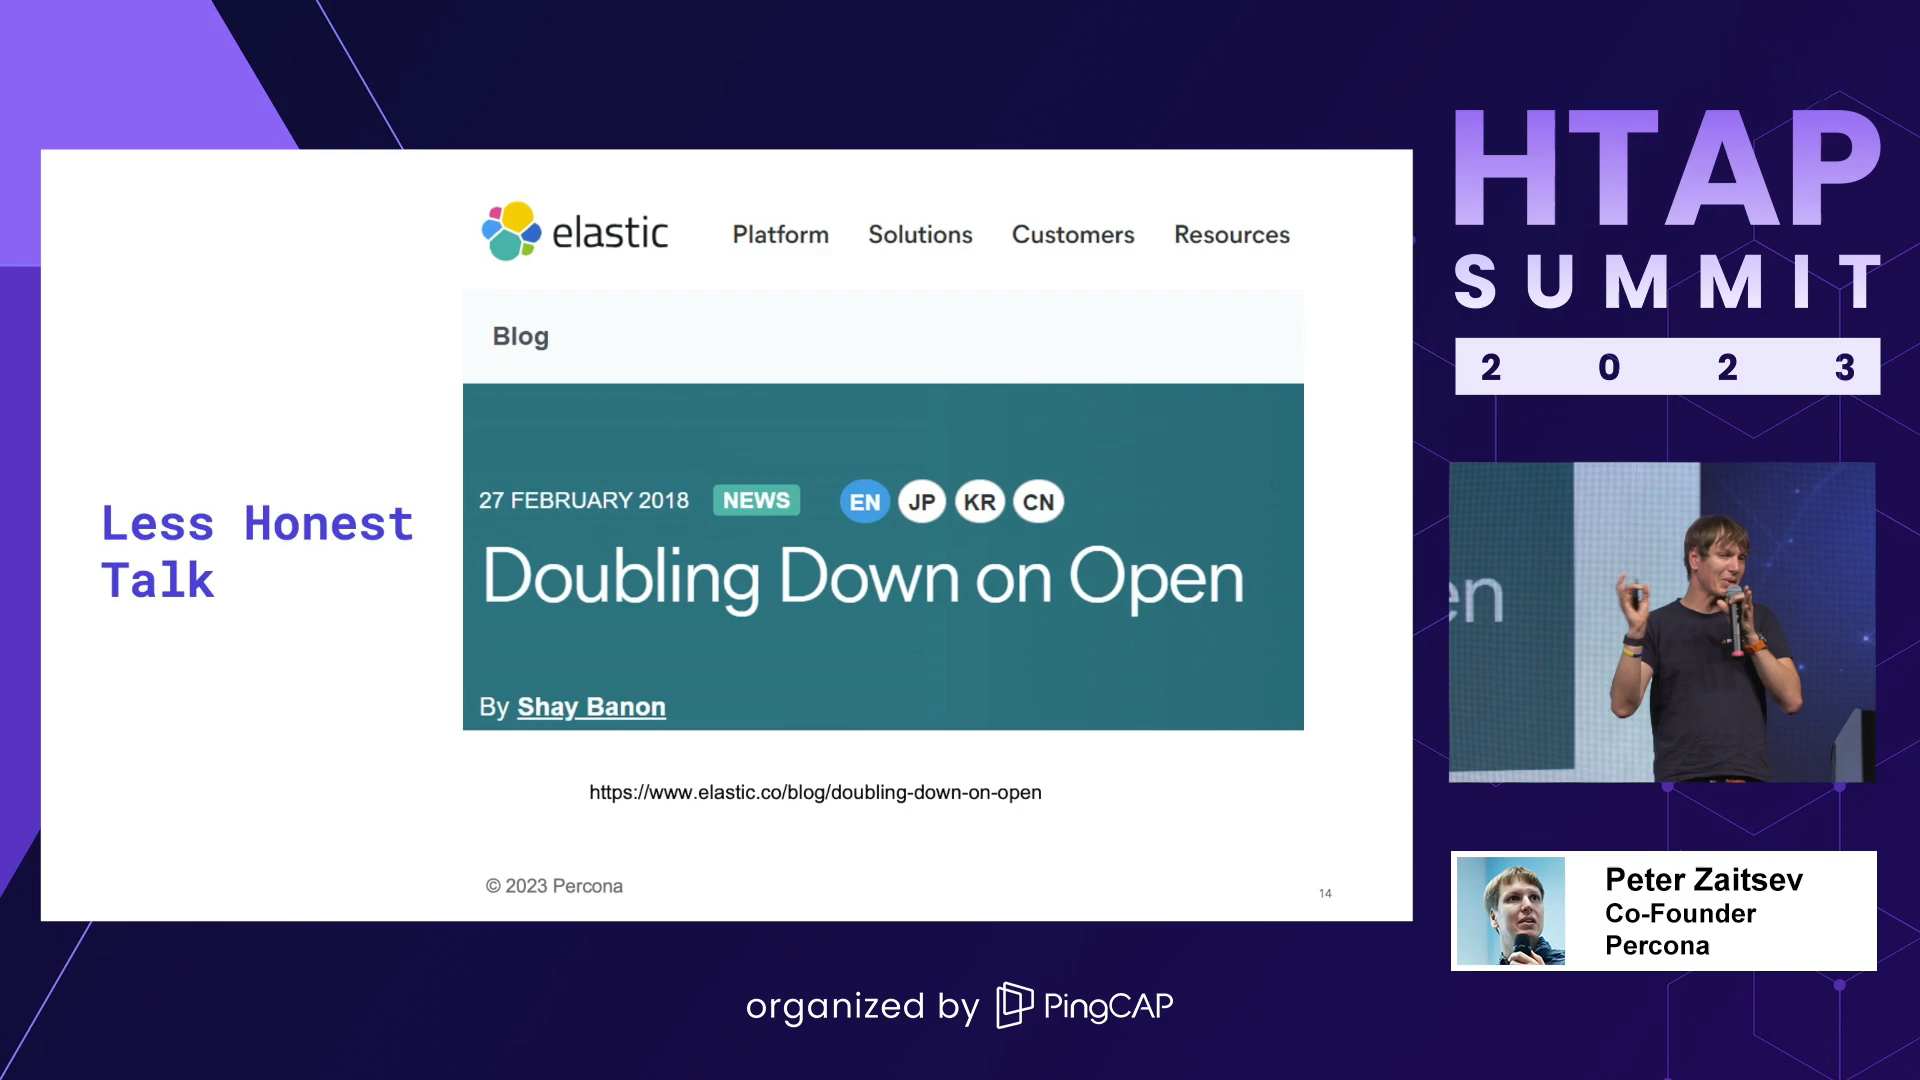 HTAP
SUMMIT
2 0 2 3
elastic
Platform Solutions Customers Resources
Blog
27 FEBRUARY 2018 NEWS EN JP KR CN
Doubling Down on Open
By Shay Banon
Less Honest
Talk
https://www.elastic.co/blog/doubling-down-on-open
© 2023 Percona
14
en
Peter Zaitsev
Co-Founder
Percona
organized by PingCAP